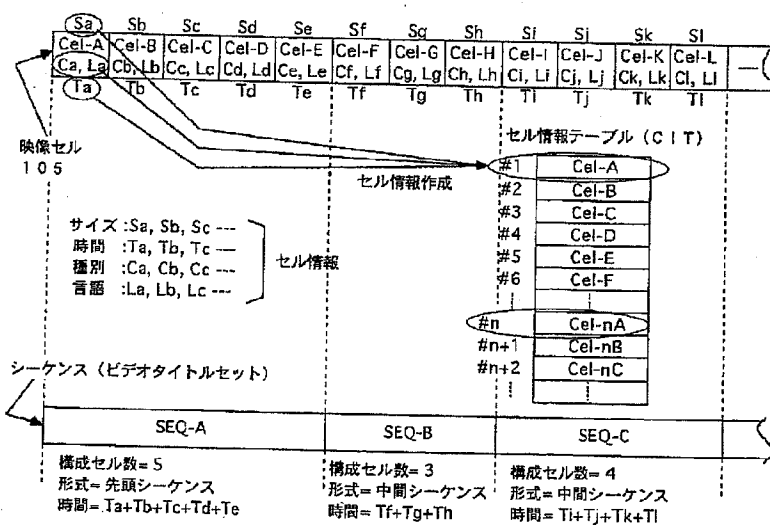 Sa Sb Sc Sd Se Sf Sg Sh Si Sj Sk Sl
Cel-A Cel-B Cel-C Cel-D Cel-E Cel-F Cel-G Cel-H Cel-I Cel-J Cel-K Cel-L
Ca, La Cb, Lb Cc, Lc Cd, Ld Ce, Le Cf, Lf Cg, Lg Ch, Lh Ci, Li Cj, Lj Ck, Lk Cl, Ll
Ta Tb Tc Td Te Tf Tg Th Ti Tj Tk Tl
映像セル
105
セル情報作成
セル情報テーブル（CIT）
#1 Cel-A
#2 Cel-B
#3 Cel-C
#4 Cel-D
#5 Cel-E
#6 Cel-F
#n Cel-nA
#n+1 Cel-nB
#n+2 Cel-nC
サイズ :Sa, Sb, Sc ---
時間 :Ta, Tb, Tc ---
種別 :Ca, Cb, Cc ---
言語 :La, Lb, Lc ---
セル情報
シーケンス（ビデオタイトルセット）
SEQ-A SEQ-B SEQ-C
構成セル数= 5
形式= 先頭シーケンス
時間= Ta+Tb+Tc+Td+Te
構成セル数= 3
形式= 中間シーケンス
時間= Tf+Tg+Th
構成セル数= 4
形式= 中間シーケンス
時間= Ti+Tj+Tk+Tl